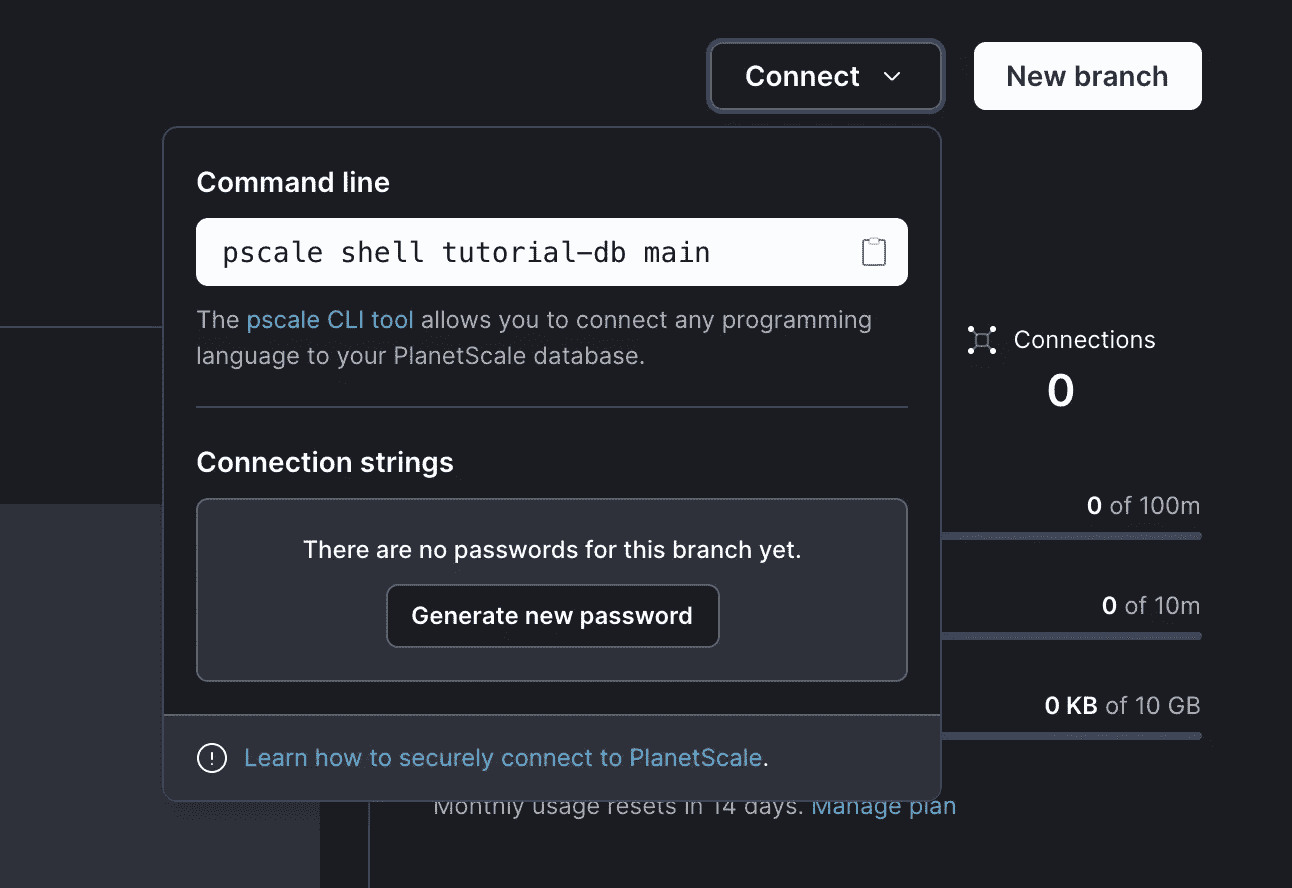 Connect
New branch
Command line
pscale shell tutorial-db main
The pscale CLI tool allows you to connect any programming
language to your PlanetScale database.
Connections
0
Connection strings
There are no passwords for this branch yet.
Generate new password
0 of 100m
0 of 10m
0 KB of 10 GB
Learn how to securely connect to PlanetScale.
Monthly usage resets in 14 days. Manage plan